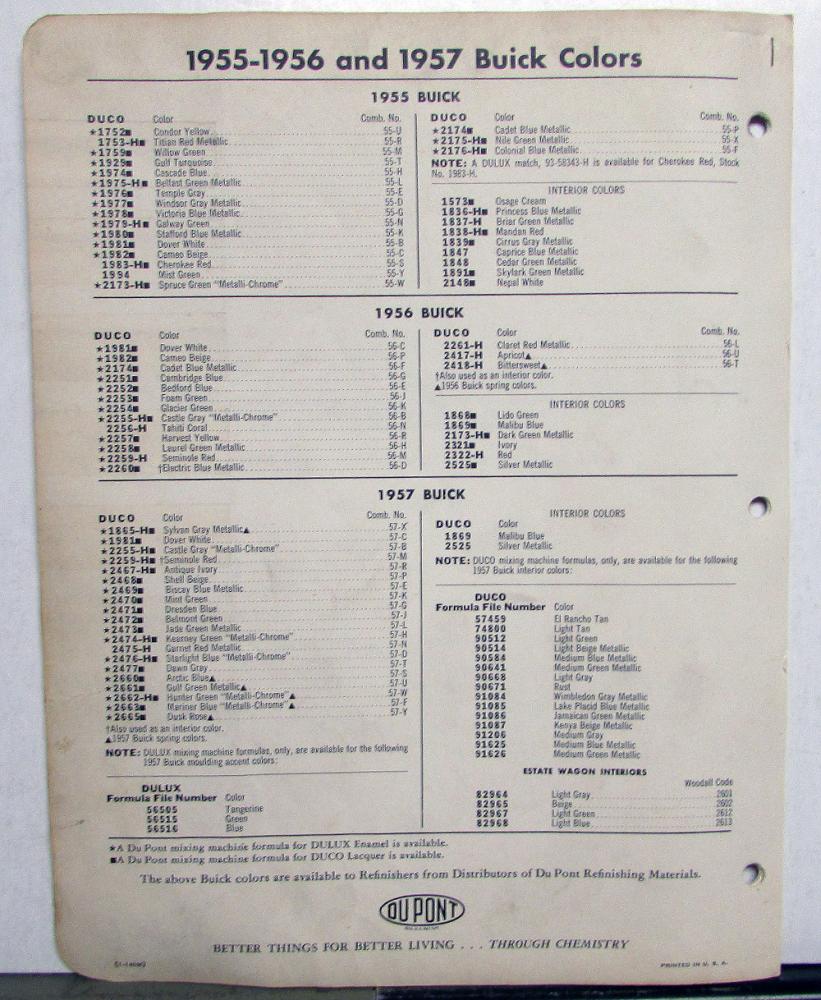 1955-1956 and 1957 Buick Colors
1955 BUICK
DUCO Color Comb. No.
★1752■ Condor Yellow 55-U
1753-H■ Titian Red Metallic 55-R
★1759■ Willow Green 55-M
★1929■ Gulf Turquoise 55-T
★1974■ Cascade Blue 55-H
★1975-H■ Belfast Green Metallic 55-L
★1976■ Temple Gray 55-E
★1977■ Windsor Gray Metallic 55-D
★1978■ Victoria Blue Metallic 55-G
★1979-H■ Galway Green 55-N
★1980■ Stafford Blue Metallic 55-K
★1981■ Dover White 55-B
★1982■ Cameo Beige 55-C
1983-H■ Cherokee Red 55-S
1994 Mist Green 55-Y
★2173-H■ Spruce Green "Metalli-Chrome" 55-W
DUCO Color Comb. No.
★2174■ Cadet Blue Metallic 55-P
★2175-H■ Nile Green Metallic 55-X
★2176-H■ Colonial Blue Metallic 55-F
NOTE: A DULUX match, 93-58343-H is available for Cherokee Red, Stock
No. 1983-H.
INTERIOR COLORS
1573■ Osage Cream
1836-H■ Princess Blue Metallic
1837-H Briar Green Metallic
1838-H■ Mandan Red
1839■ Cirrus Gray Metallic
1847 Caprice Blue Metallic
1848 Cedar Green Metallic
1891■ Skylark Green Metallic
2148■ Nepal White
1956 BUICK
DUCO Color Comb. No.
★1981■ Dover White 56-C
★1982■ Cameo Beige 56-P
★2174■ Cadet Blue Metallic 56-F
★2251■ Cambridge Blue 56-G
★2252■ Bedford Blue 56-E
★2253■ Foam Green 56-J
★2254■ Glacier Green 56-K
★2255-H■ Castle Gray "Metalli-Chrome" 56-B
2256-H Tahiti Coral 56-N
★2257■ Harvest Yellow 56-R
★2258■ Laurel Green Metallic 56-H
★2259-H Seminole Red 56-M
★2260■ †Electric Blue Metallic 56-D
DUCO Color Comb. No.
2261-H Claret Red Metallic 56-L
2417-H Apricot▲ 56-U
2418-H Bittersweet▲ 56-T
†Also used as an interior color.
▲1956 Buick spring colors.
INTERIOR COLORS
1868■ Lido Green
1869■ Malibu Blue
2173-H■ Dark Green Metallic
2321■ Ivory
2322-H Red
2525■ Silver Metallic
1957 BUICK
DUCO Color Comb. No.
★1865-H■ Sylvan Gray Metallic▲ 57-X
★1981■ Dover White 57-C
★2255-H■ Castle Gray "Metalli-Chrome" 57-B
★2259-H■ †Seminole Red 57-M
★2467-H■ Antique Ivory 57-R
★2468■ Shell Beige 57-P
★2469■ Biscay Blue Metallic 57-E
★2470■ Mint Green 57-K
★2471■ Dresden Blue 57-G
★2472■ Belmont Green 57-J
★2473■ Jade Green Metallic 57-L
★2474-H■ Kearney Green "Metalli-Chrome" 57-H
2475-H Garnet Red Metallic 57-N
★2476-H■ Starlight Blue "Metalli-Chrome" 57-D
★2477■ Dawn Gray 57-T
★2660■ Arctic Blue▲ 57-S
★2661■ Gulf Green Metallic▲ 57-U
★2662-H■ Hunter Green "Metalli-Chrome"▲ 57-W
★2663■ Mariner Blue "Metalli-Chrome"▲ 57-F
★2665■ Dusk Rose▲ 57-Y
†Also used as an interior color.
▲1957 Buick spring colors.
NOTE: DULUX mixing machine formulas, only, are available for the following
1957 Buick moulding accent colors:
DULUX
Formula File Number Color
56505 Tangerine
56515 Green
56516 Blue
INTERIOR COLORS
DUCO Color
1869 Malibu Blue
2525 Silver Metallic
NOTE: DUCO mixing machine formulas, only, are available for the following
1957 Buick interior colors:
DUCO
Formula File Number Color
57459 El Rancho Tan
74800 Light Tan
90512 Light Green
90514 Light Beige Metallic
90584 Medium Blue Metallic
90641 Medium Green Metallic
90668 Light Gray
90671 Rust
91084 Wimbledon Gray Metallic
91085 Lake Placid Blue Metallic
91086 Jamaican Green Metallic
91087 Kenya Beige Metallic
91206 Medium Gray
91625 Medium Blue Metallic
91626 Medium Green Metallic
ESTATE WAGON INTERIORS
Woodall Code
82964 Light Gray 2601
82965 Beige 2602
82967 Light Green 2612
82968 Light Blue 2613
★A Du Pont mixing machine formula for DULUX Enamel is available.
■A Du Pont mixing machine formula for DUCO Lacquer is available.
The above Buick colors are available to Refinishers from Distributors of Du Pont Refinishing Materials.
DU PONT
BETTER THINGS FOR BETTER LIVING . . . THROUGH CHEMISTRY
PRINTED IN U. S. A.